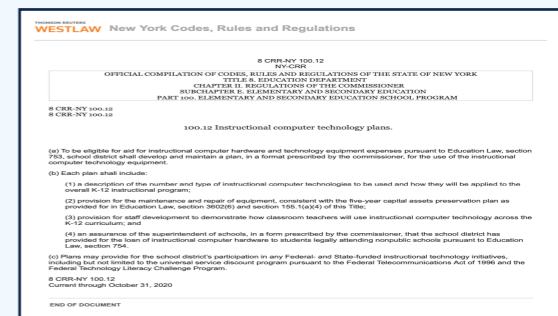 THOMSON REUTERS
WESTLAW New York Codes, Rules and Regulations
8 CRR-NY 100.12
NY-CRR
OFFICIAL COMPILATION OF CODES, RULES AND REGULATIONS OF THE STATE OF NEW YORK
TITLE 8. EDUCATION DEPARTMENT
CHAPTER II. REGULATIONS OF THE COMMISSIONER
SUBCHAPTER E. ELEMENTARY AND SECONDARY EDUCATION
PART 100. ELEMENTARY AND SECONDARY EDUCATION SCHOOL PROGRAM
8 CRR-NY 100.12
8 CRR-NY 100.12
100.12 Instructional computer technology plans.
(a) To be eligible for aid for instructional computer hardware and technology equipment expenses pursuant to Education Law, section
753, school district shall develop and maintain a plan, in a format prescribed by the commissioner, for the use of the instructional
computer technology equipment.
(b) Each plan shall include:
(1) a description of the number and type of instructional computer technologies to be used and how they will be applied to the
overall K-12 instructional program;
(2) provision for the maintenance and repair of equipment, consistent with the five-year capital assets preservation plan as
provided for in Education Law, section 3602(6) and section 155.1(a)(4) of this Title;
(3) provision for staff development to demonstrate how classroom teachers will use instructional computer technology across the
K-12 curriculum; and
(4) an assurance of the superintendent of schools, in a form prescribed by the commissioner, that the school district has
provided for the loan of instructional computer hardware to students legally attending nonpublic schools pursuant to Education
Law, section 754.
(c) Plans may provide for the school district's participation in any Federal- and State-funded instructional technology initiatives,
including but not limited to the universal service discount program pursuant to the Federal Telecommunications Act of 1996 and the
Federal Technology Literacy Challenge Program.
8 CRR-NY 100.12
Current through October 31, 2020
END OF DOCUMENT